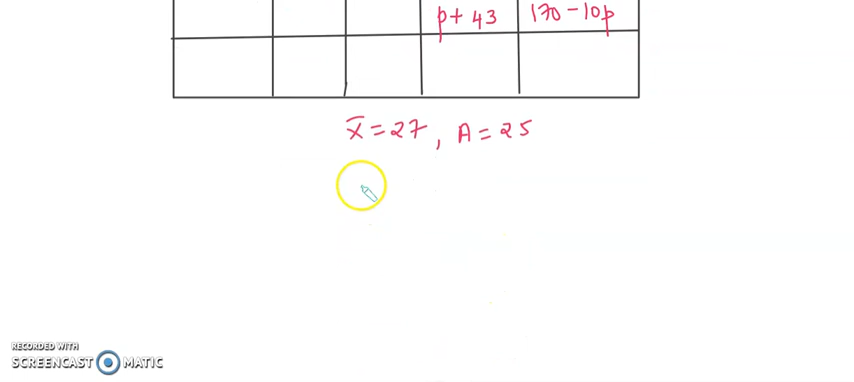 p + 43 170 - 10p
x̄ = 27, A = 25
RECORDED WITH
SCREENCAST MATIC